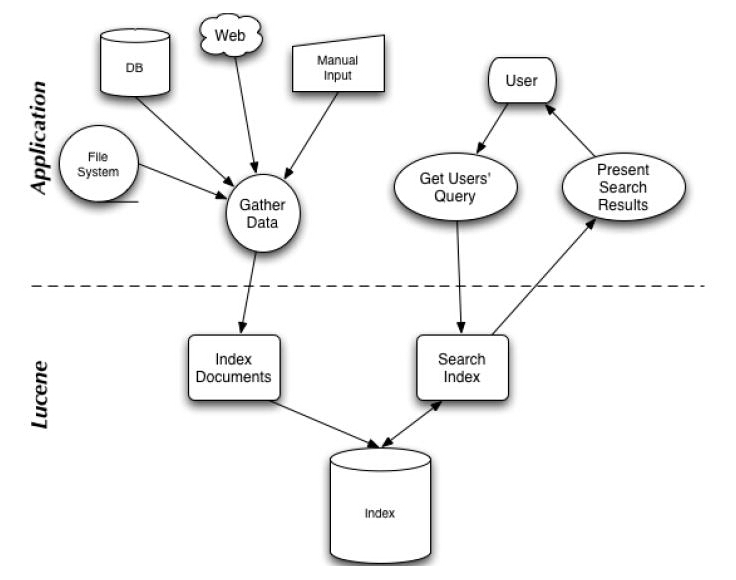 Application
DB
Web
Manual
Input
File
System
Gather
Data
User
Get Users'
Query
Present
Search
Results
Lucene
Index
Documents
Search
Index
Index